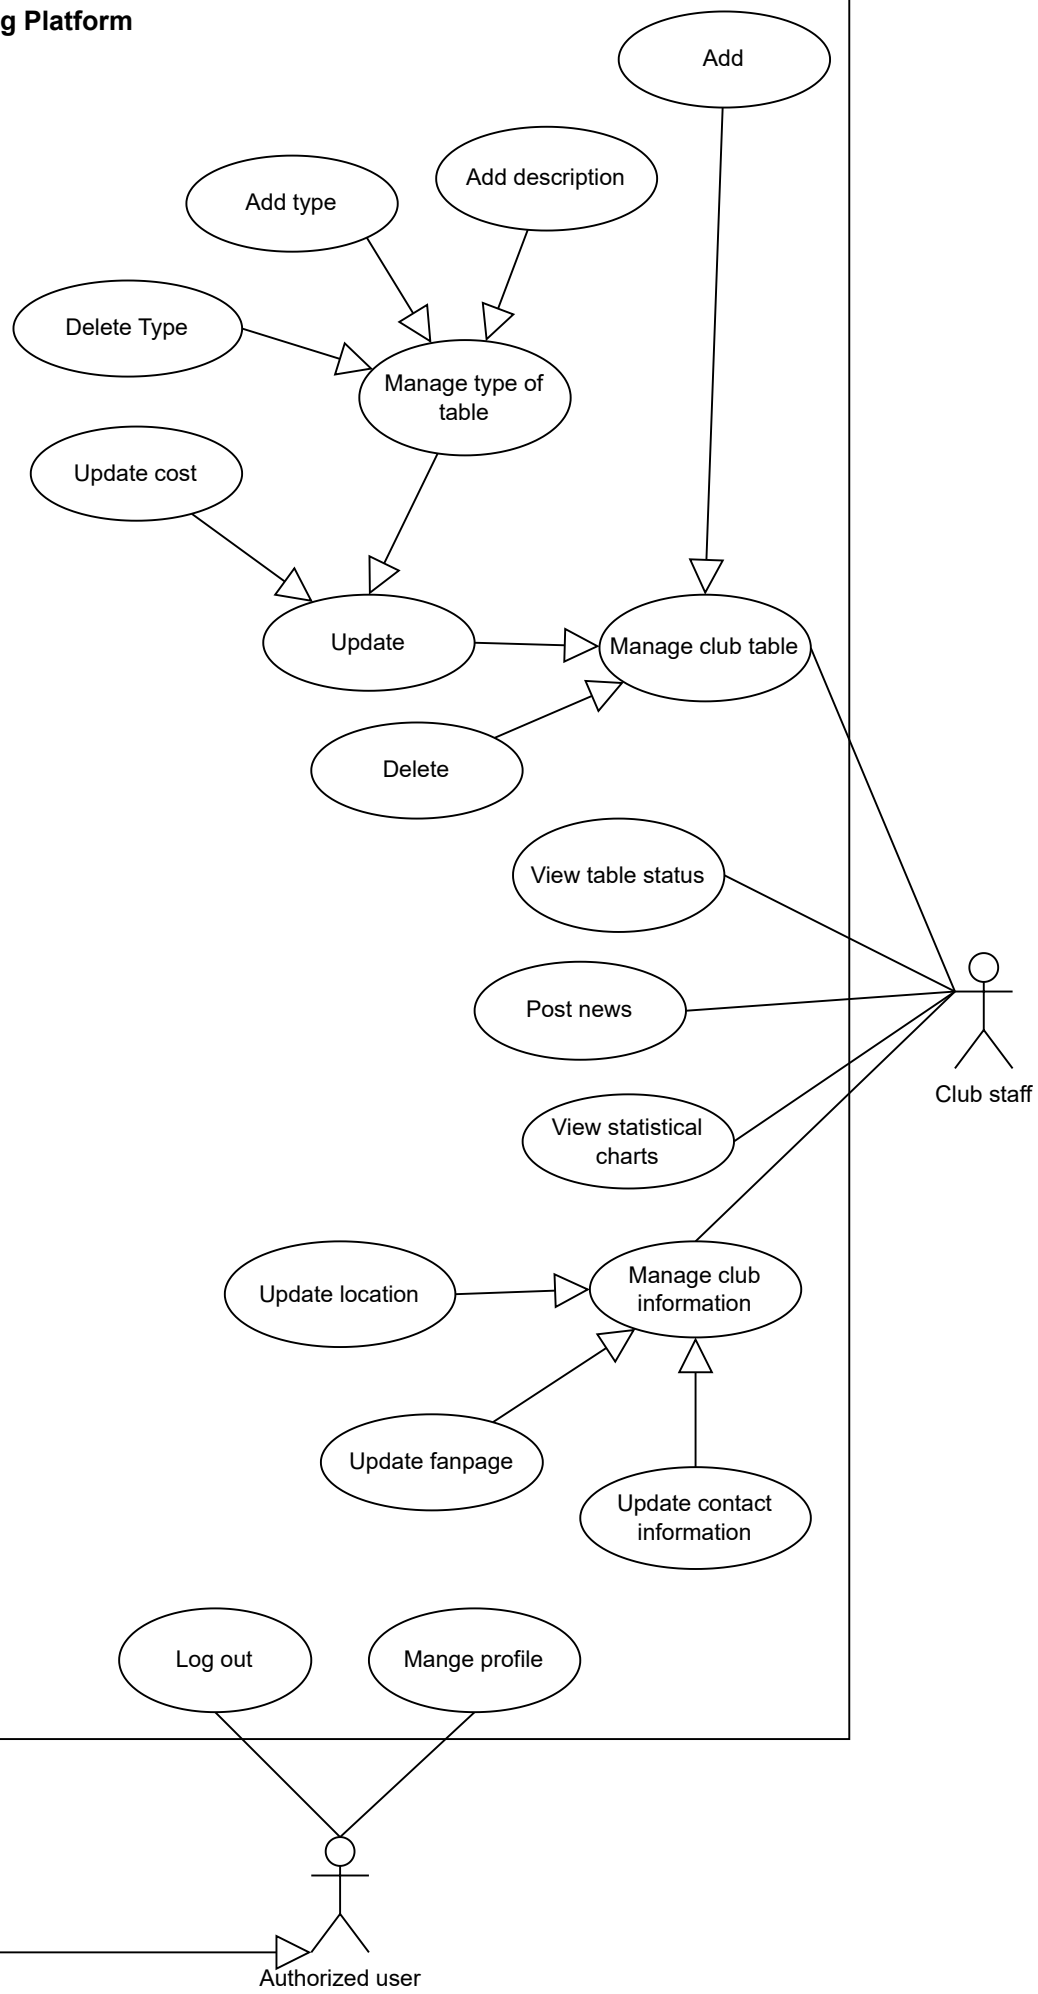 g Platform
Add
Add description
Add type
Delete Type
Manage type of
table
Update cost
Update
Manage club table
Delete
View table status
Post news
Club staff
View statistical
charts
Manage club
information
Update location
Update fanpage
Update contact
information
Log out
Mange profile
Authorized user